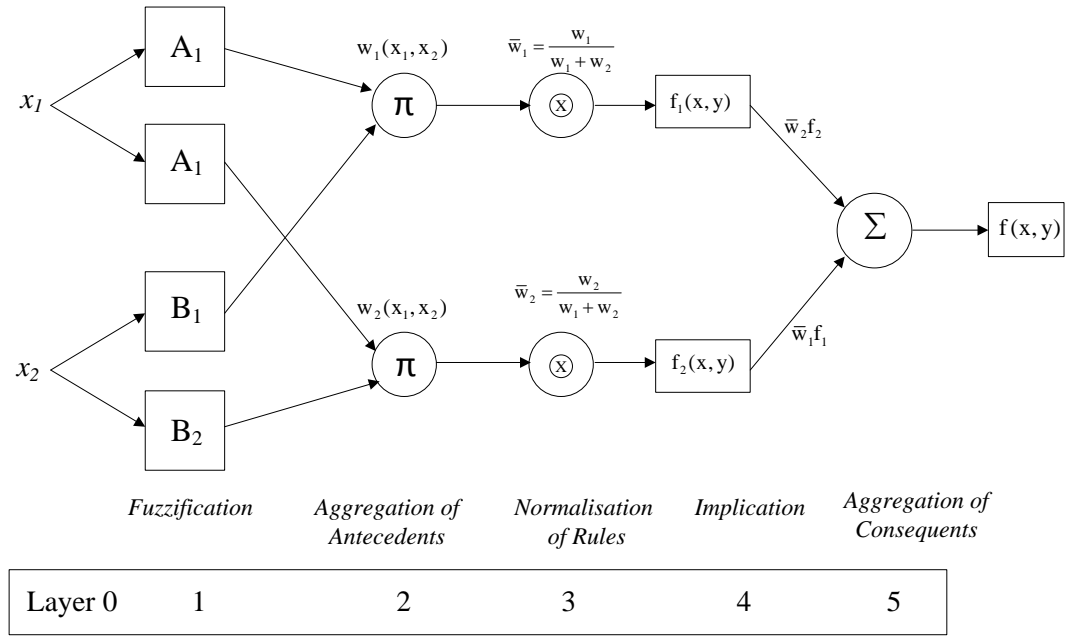 x₁
A₁
A₁
x₂
B₁
B₂
w₁(x₁, x₂)
π
w₂(x₁, x₂)
π
w̅₁ = w₁ / (w₁ + w₂)
x
w̅₂ = w₂ / (w₁ + w₂)
x
f₁(x, y)
f₂(x, y)
w̅₂f₂
w̅₁f₁
Σ
f(x, y)
Fuzzification
Aggregation of
Antecedents
Normalisation
of Rules
Implication
Aggregation of
Consequents
Layer 0 1 2 3 4 5